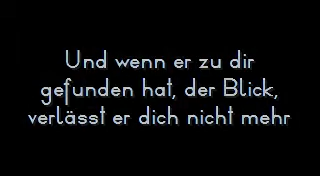 Und wenn er zu dir
gefunden hat, der Blick,
verlässt er dich nicht mehr